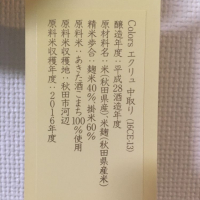 Colors エクリュ 中取り (16CE-13)
醸造年度：平成28酒造年度
原材料名：米(秋田県産)、米麹(秋田県産米)
精米歩合：麹米40％、掛米60％
原料米：あきた酒こまち100％使用
原料米収穫地：秋田市河辺
原料米収穫年度：2016年度